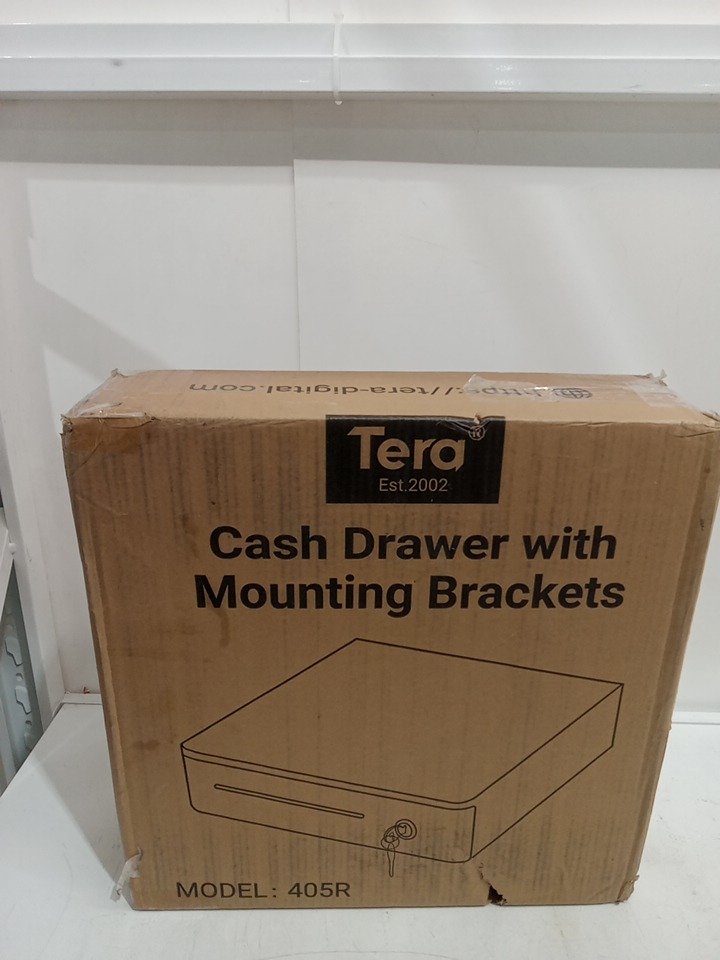 https://tera-digital.com
Tera®
Est.2002
Cash Drawer with
Mounting Brackets
MODEL: 405R